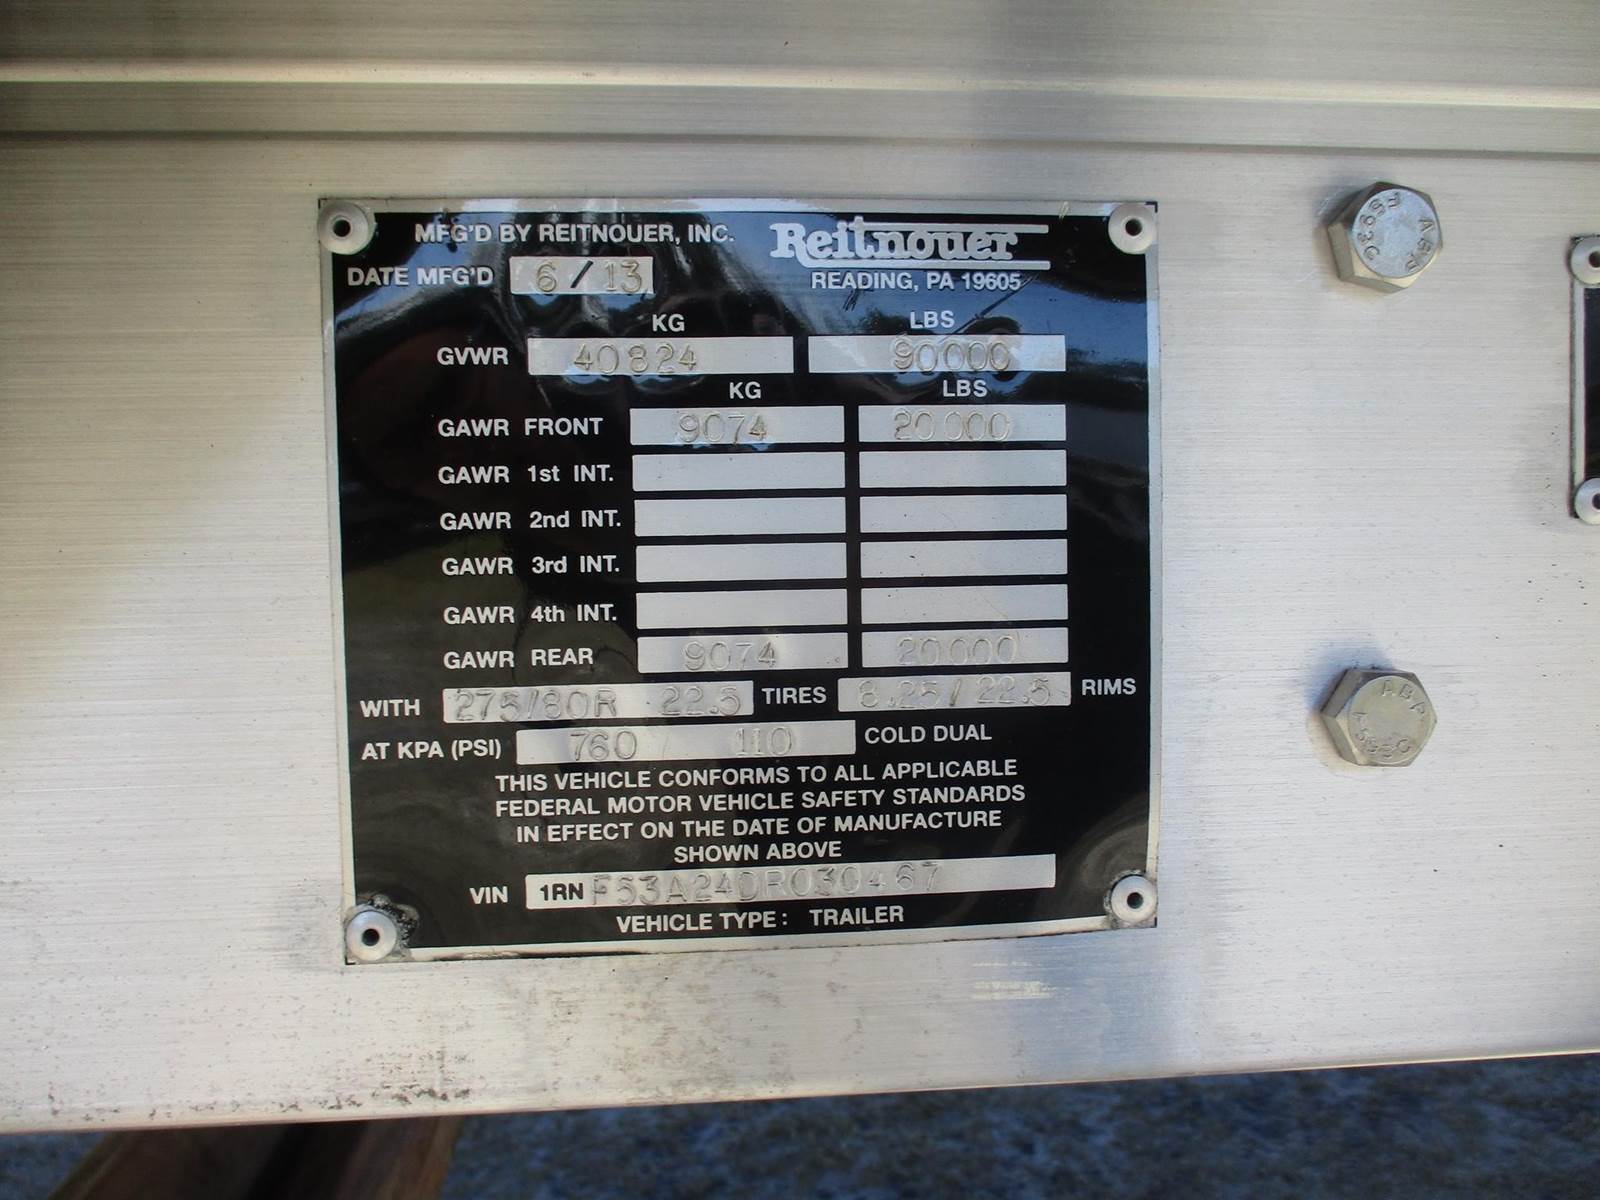 MFG'D BY REITNOUER, INC. Reitnouer
DATE MFG'D 6/13 READING, PA 19605
KG LBS
GVWR 40824 90000
KG LBS
GAWR FRONT 9074 20000
GAWR 1st INT.
GAWR 2nd INT.
GAWR 3rd INT.
GAWR 4th INT.
GAWR REAR 9074 20000
WITH 275/80R 22.5 TIRES 8.25/22.5 RIMS
AT KPA (PSI) 760 110 COLD DUAL
THIS VEHICLE CONFORMS TO ALL APPLICABLE
FEDERAL MOTOR VEHICLE SAFETY STANDARDS
IN EFFECT ON THE DATE OF MANUFACTURE
SHOWN ABOVE
VIN 1RN F53A24DR030467
VEHICLE TYPE: TRAILER